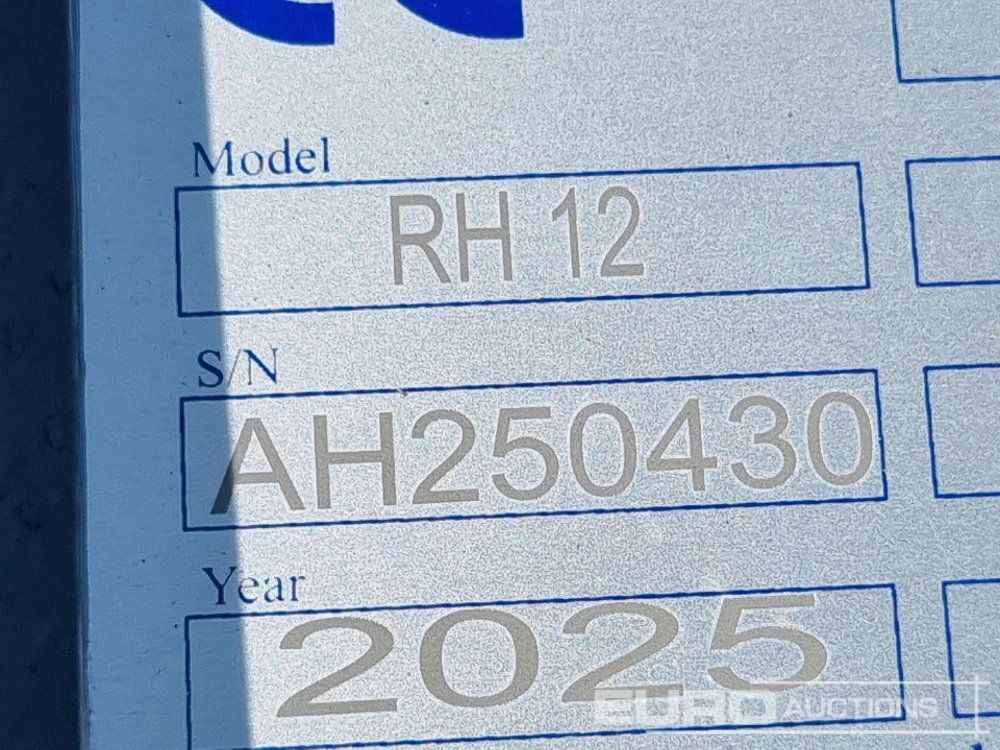 Model
RH 12
S/N
AH250430
Year
2025
EURO AUCTIONS